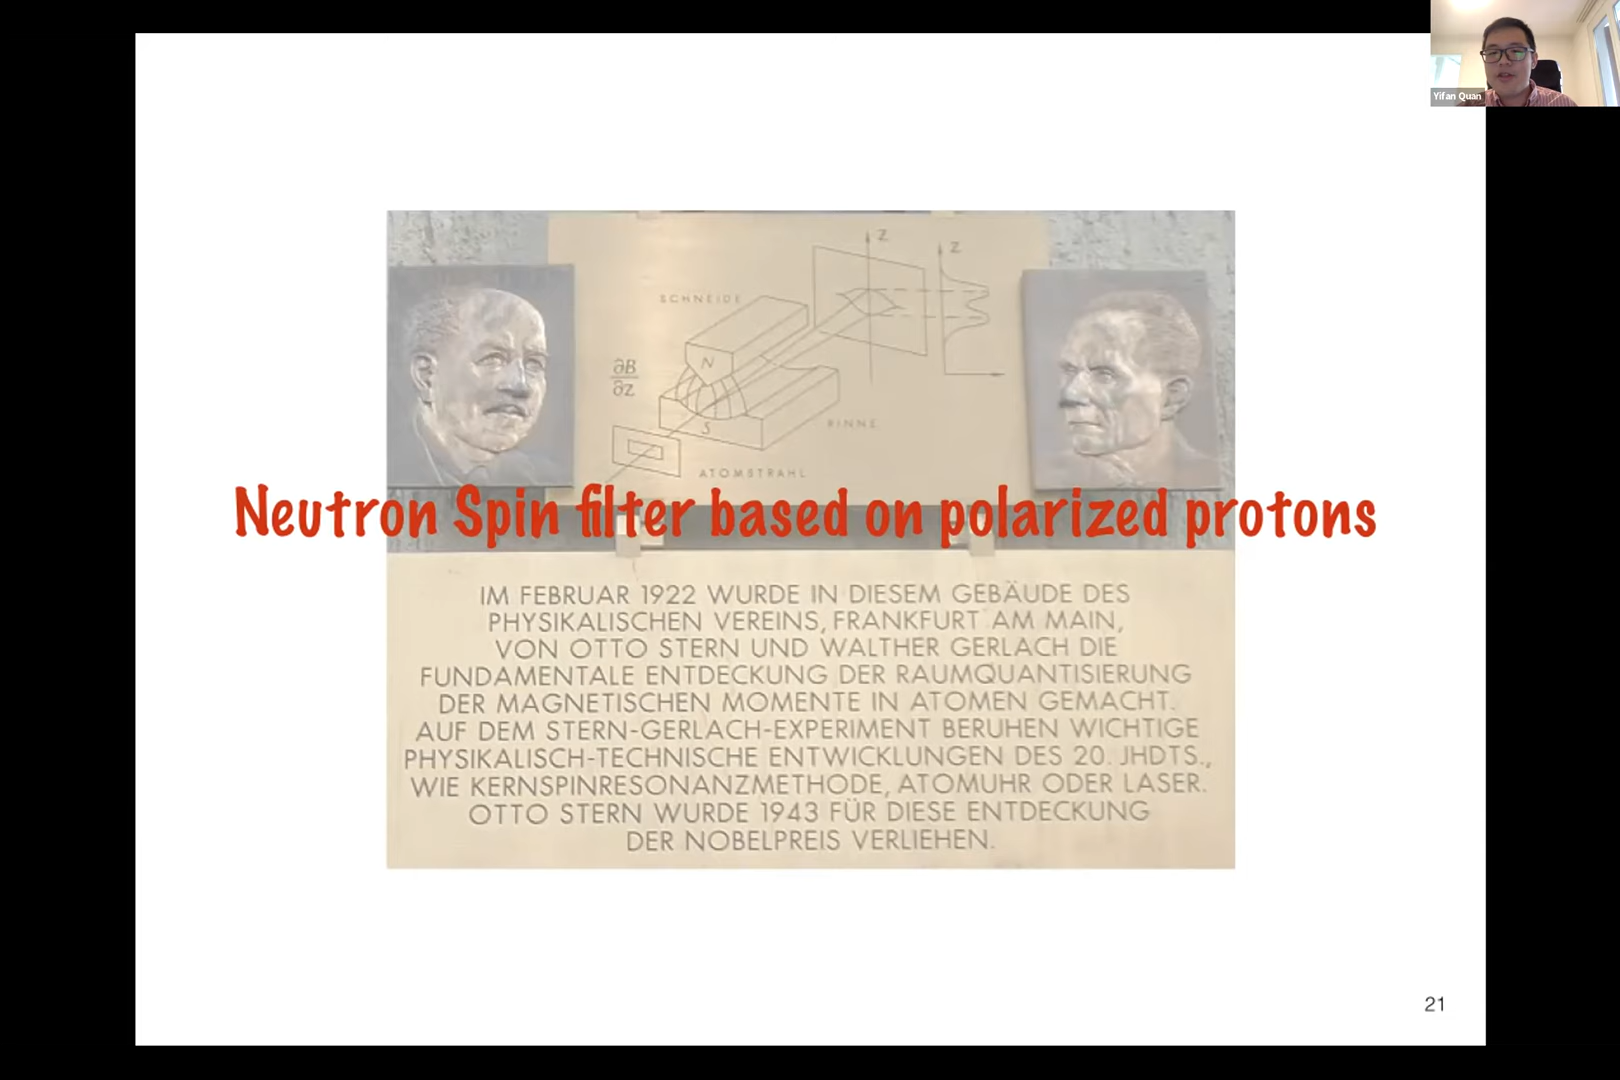 Yifan Quan
Z
Z
SCHNEIDE
N
∂B
∂Z
S
RINNE
ATOMSTRAHL
Neutron Spin filter based on polarized protons
IM FEBRUAR 1922 WURDE IN DIESEM GEBÄUDE DES
PHYSIKALISCHEN VEREINS, FRANKFURT AM MAIN,
VON OTTO STERN UND WALTHER GERLACH DIE
FUNDAMENTALE ENTDECKUNG DER RAUMQUANTISIERUNG
DER MAGNETISCHEN MOMENTE IN ATOMEN GEMACHT.
AUF DEM STERN-GERLACH-EXPERIMENT BERUHEN WICHTIGE
PHYSIKALISCH-TECHNISCHE ENTWICKLUNGEN DES 20. JHDTS.,
WIE KERNSPINRESONANZMETHODE, ATOMUHR ODER LASER.
OTTO STERN WURDE 1943 FÜR DIESE ENTDECKUNG
DER NOBELPREIS VERLIEHEN.
21